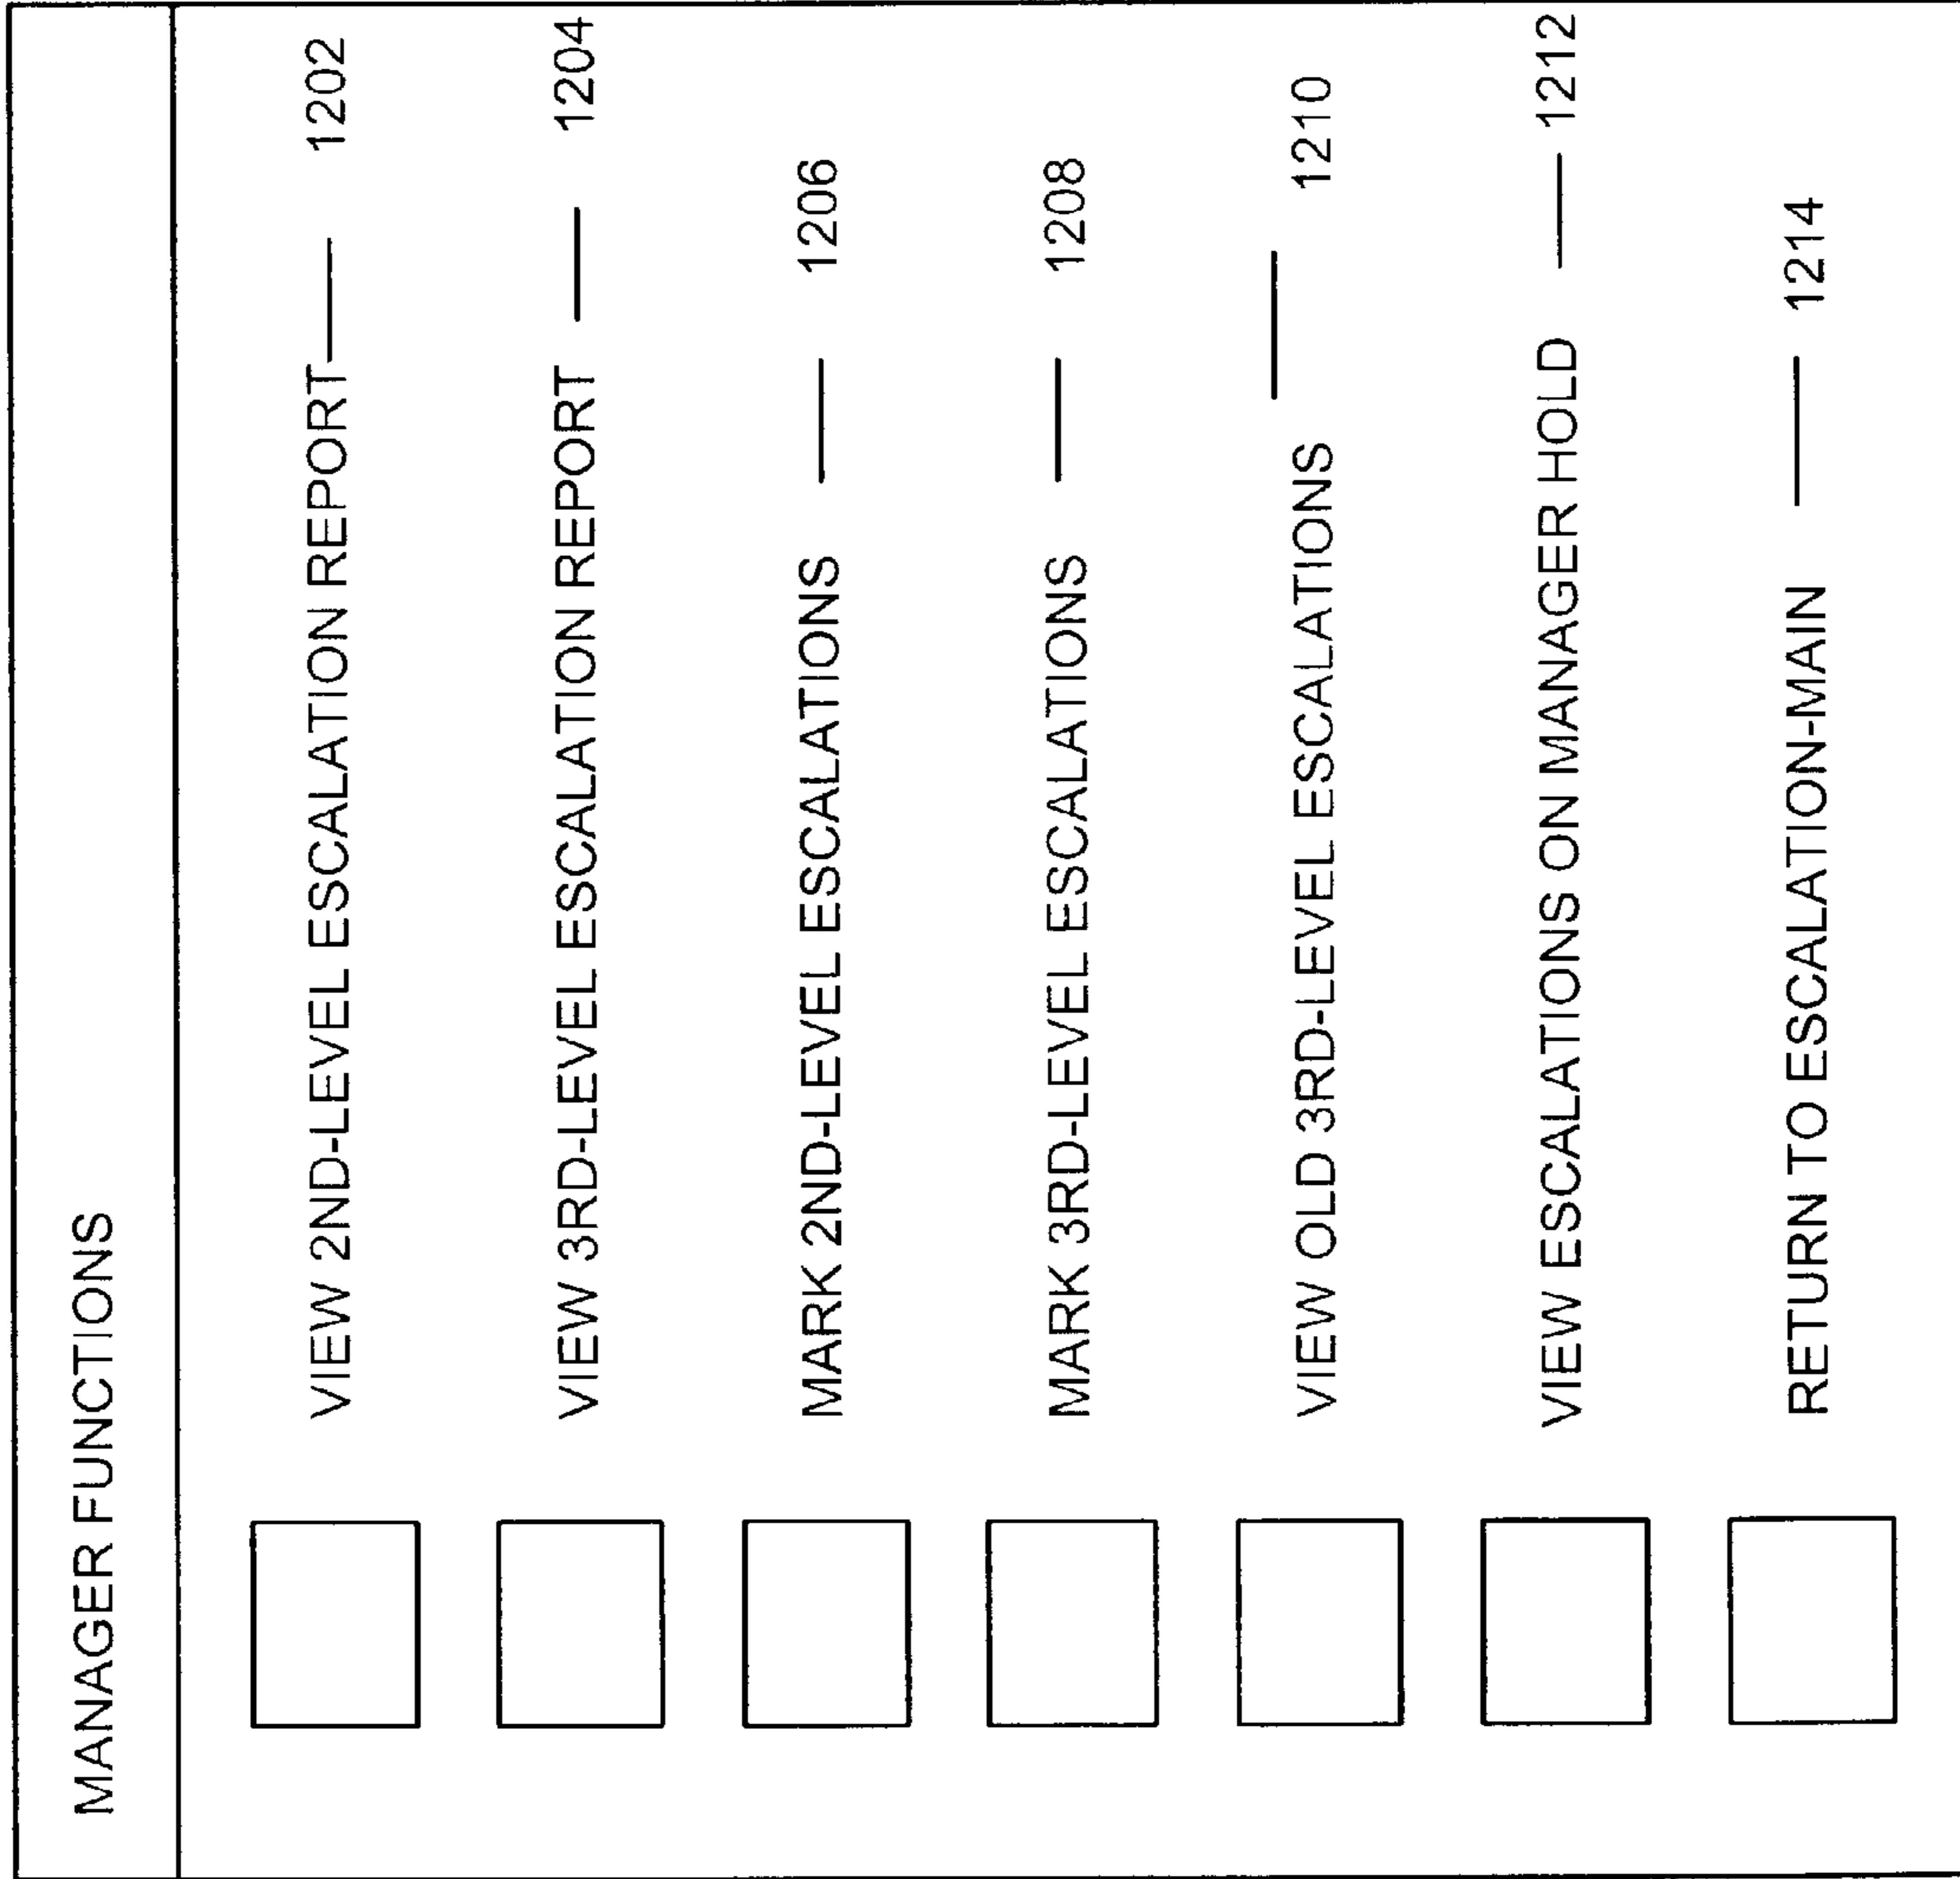 MANAGER FUNCTIONS
VIEW 2ND-LEVEL ESCALATION REPORT 1202
VIEW 3RD-LEVEL ESCALATION REPORT 1204
MARK 2ND-LEVEL ESCALATIONS 1206
MARK 3RD-LEVEL ESCALATIONS 1208
VIEW OLD 3RD-LEVEL ESCALATIONS 1210
VIEW ESCALATIONS ON MANAGER HOLD 1212
RETURN TO ESCALATION-MAIN 1214